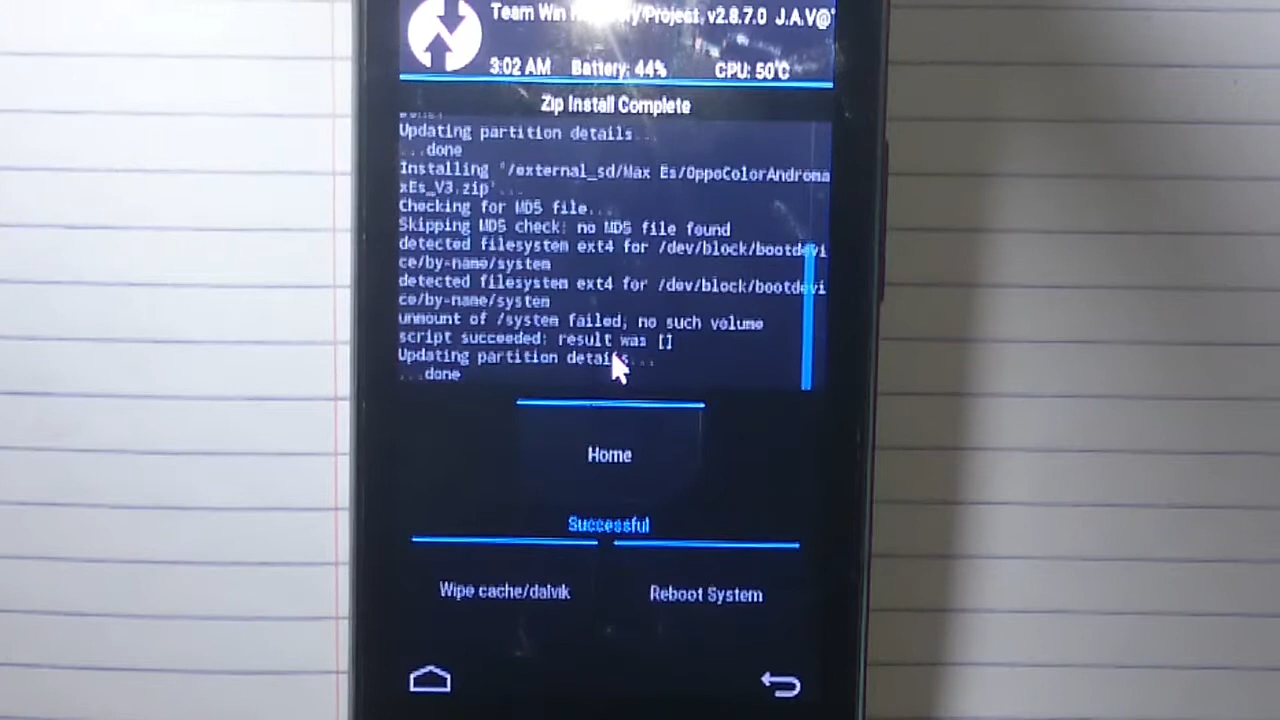 Team Win Recovery Project, v2.8.7.0 J.A.V@
3:02 AM Battery: 44% CPU: 50°C
Zip Install Complete
Updating partition details...
...done
Installing '/external_sd/Max Es/OppoColorAndroma
xEs_V3.zip'...
Checking for MD5 file...
Skipping MD5 check: no MD5 file found
detected filesystem ext4 for /dev/block/bootdevi
ce/by-name/system
detected filesystem ext4 for /dev/block/bootdevi
ce/by-name/system
unmount of /system failed; no such volume
script succeeded: result was []
Updating partition details...
...done
Home
Successful
Wipe cache/dalvik
Reboot System